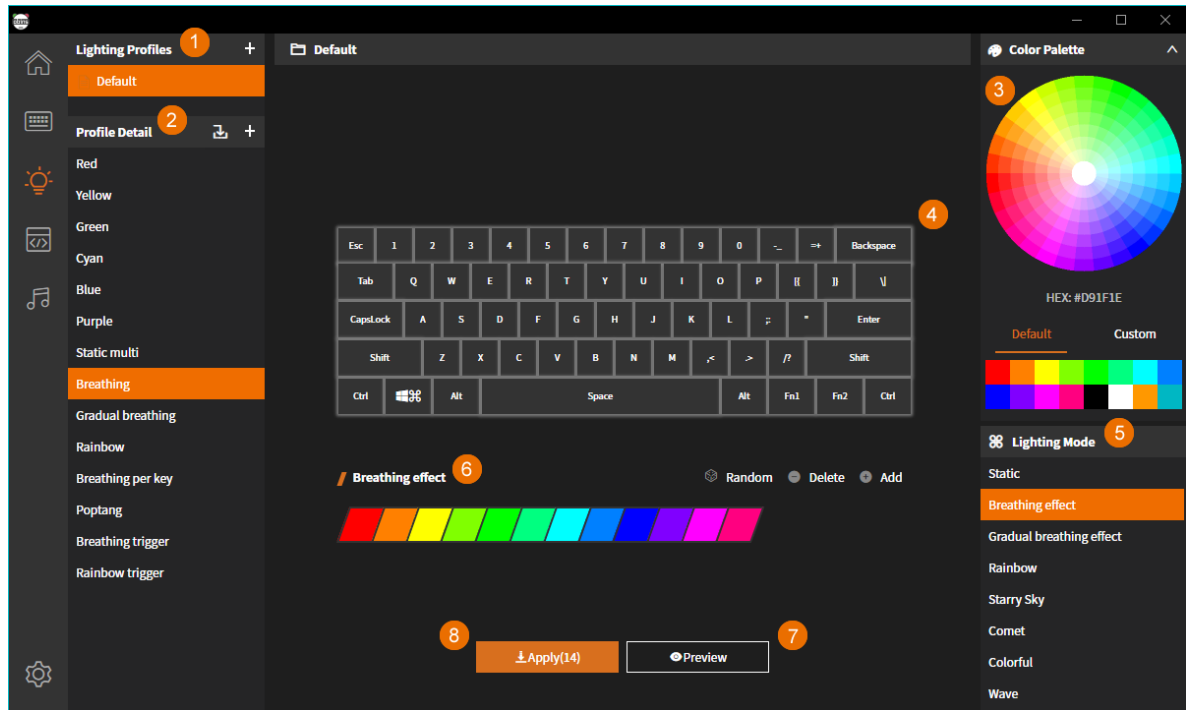 Lighting Profiles 1 +
Default
Profile Detail 2 +
Red
Yellow
Green
Cyan
Blue
Purple
Static multi
Breathing
Gradual breathing
Rainbow
Breathing per key
Poptang
Breathing trigger
Rainbow trigger
Default
4
Esc 1 2 3 4 5 6 7 8 9 0 -_ =+ Backspace
Tab Q W E R T Y U I O P [{ ]} \|
CapsLock A S D F G H J K L ;: " Enter
Shift Z X C V B N M ,< .> /? Shift
Ctrl ⌘ Alt Space Alt Fn1 Fn2 Ctrl
Breathing effect 6 Random Delete Add
8 Apply(14) Preview 7
Color Palette
3
HEX: #D91F1E
Default Custom
Lighting Mode 5
Static
Breathing effect
Gradual breathing effect
Rainbow
Starry Sky
Comet
Colorful
Wave